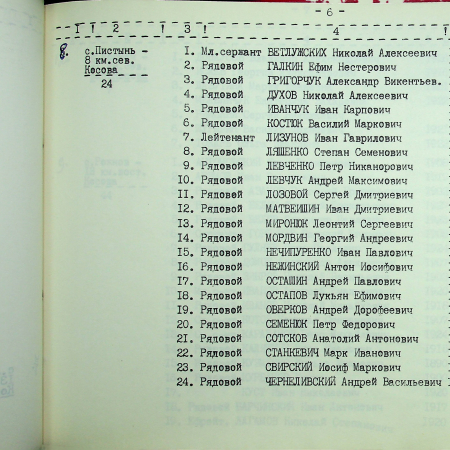 - 6 -
1 ! 2 ! 3 ! 4 !
8. с.Пистынь - 1. Мл.сержант ВЕТЛУЖСКИХ Николай Алексеевич
8 км.сев. 2. Рядовой ГАЛКИН Ефим Нестерович
Косова 3. Рядовой ГРИГОРЧУК Александр Викентьев.
24 4. Рядовой ДУХОВ Николай Алексеевич
5. Рядовой ИВАНЧУК Иван Карпович
6. Рядовой КОСТЮК Василий Маркович
7. Лейтенант ЛИЗУНОВ Иван Гаврилович
8. Рядовой ЛЯШЕНКО Степан Семенович
9. Рядовой ЛЕВЧЕНКО Петр Никанорович
10. Рядовой ЛЕВЧУК Андрей Максимович
11. Рядовой ЛОЗОВОЙ Сергей Дмитриевич
12. Рядовой МАТВЕИШИН Иван Дмитриевич
13. Рядовой МИРОНЮК Леонтий Сергеевич
14. Рядовой МОРДВИН Георгий Андреевич
15. Рядовой НЕЧИПУРЕНКО Иван Павлович
16. Рядовой НЕЖИНСКИЙ Антон Иосифович
17. Рядовой ОСТАШИН Андрей Павлович
18. Рядовой ОСТАПОВ Лукьян Ефимович
19. Рядовой ОВЕРКОВ Андрей Дорофеевич
20. Рядовой СЕМЕНЮК Петр Федорович
21. Рядовой СОТСКОВ Анатолий Антонович
22. Рядовой СТАНКЕВИЧ Марк Иванович
23. Рядовой СВИРСКИЙ Иосиф Маркович
24. Рядовой ЧЕРНЕЛИВСКИЙ Андрей Васильевич